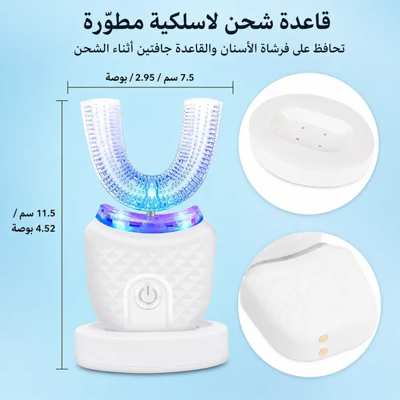 قاعدة شحن لاسلكية مطوّرة
تحافظ على فرشاة الأسنان والقاعدة جافتين أثناء الشحن
7.5 سم / 2.95 / بوصة
11.5 سم /
4.52 بوصة